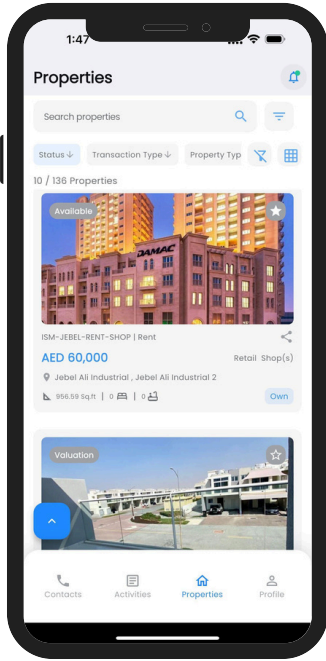 1:47
Properties
Search properties
Status ↓ Transaction Type ↓ Property Typ
10 / 136 Properties
Available
DAMAC
ISM-JEBEL-RENT-SHOP | Rent
AED 60,000 Retail Shop(s)
Jebel Ali Industrial , Jebel Ali Industrial 2
956.59 Sq.ft | 0 | 0 Own
Valuation
Contacts Activities Properties Profile